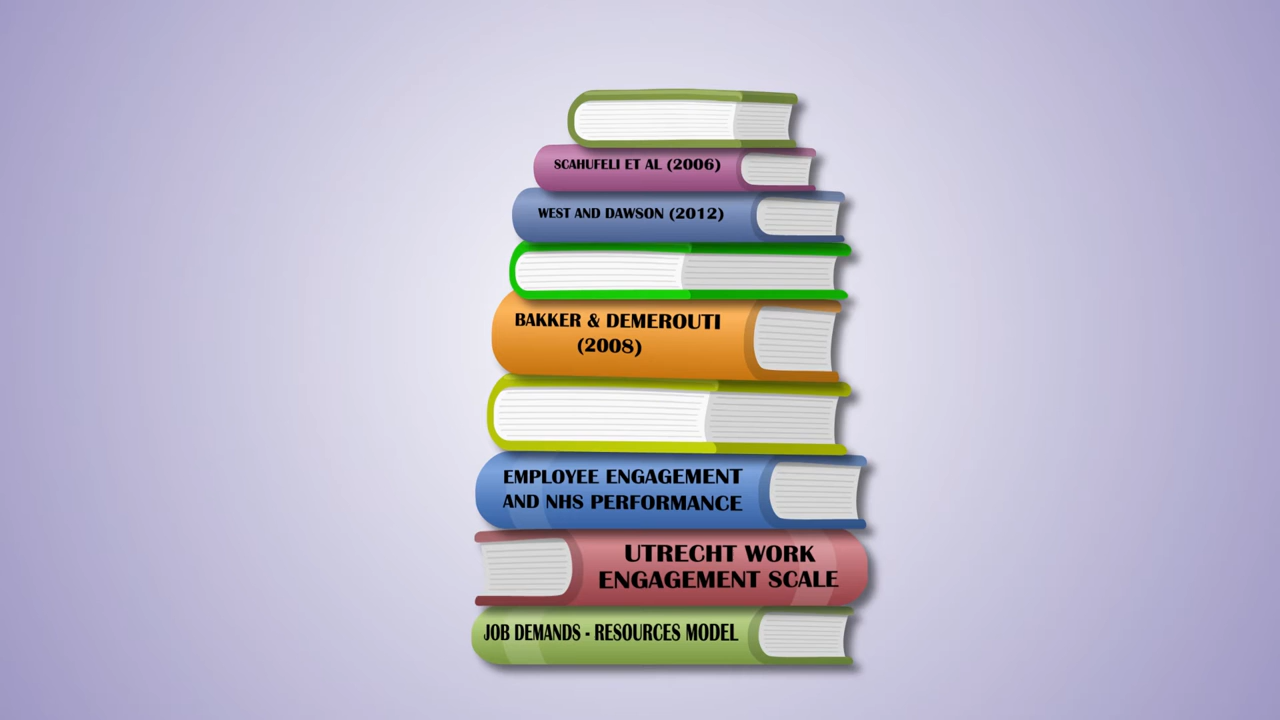 SCAHUFELI ET AL (2006)
WEST AND DAWSON (2012)
BAKKER & DEMEROUTI
(2008)
EMPLOYEE ENGAGEMENT
AND NHS PERFORMANCE
UTRECHT WORK
ENGAGEMENT SCALE
JOB DEMANDS - RESOURCES MODEL